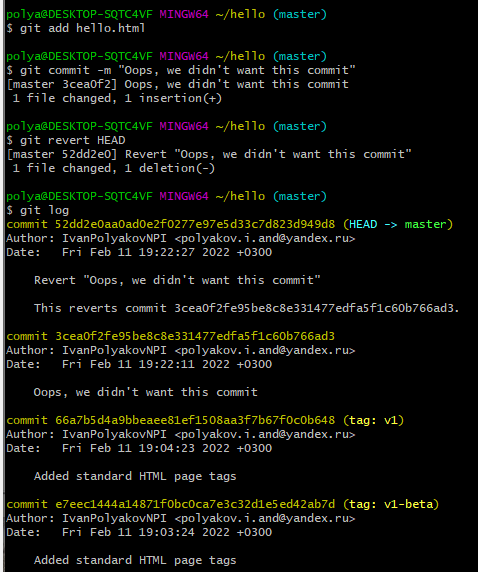 polya@DESKTOP-SQTC4VF MINGW64 ~/hello (master)
$ git add hello.html
polya@DESKTOP-SQTC4VF MINGW64 ~/hello (master)
$ git commit -m "Oops, we didn't want this commit"
[master 3cea0f2] Oops, we didn't want this commit
 1 file changed, 1 insertion(+)
polya@DESKTOP-SQTC4VF MINGW64 ~/hello (master)
$ git revert HEAD
[master 52dd2e0] Revert "Oops, we didn't want this commit"
 1 file changed, 1 deletion(-)
polya@DESKTOP-SQTC4VF MINGW64 ~/hello (master)
$ git log
commit 52dd2e0aa0ad0e2f0277e97e5d33c7d823d949d8 (HEAD -> master)
Author: IvanPolyakovNPI <polyakov.i.and@yandex.ru>
Date:   Fri Feb 11 19:22:27 2022 +0300
    Revert "Oops, we didn't want this commit"
    This reverts commit 3cea0f2fe95be8c8e331477edfa5f1c60b766ad3.
commit 3cea0f2fe95be8c8e331477edfa5f1c60b766ad3
Author: IvanPolyakovNPI <polyakov.i.and@yandex.ru>
Date:   Fri Feb 11 19:22:11 2022 +0300
    Oops, we didn't want this commit
commit 66a7b5d4a9bbeaee81ef1508aa3f7b67f0c0b648 (tag: v1)
Author: IvanPolyakovNPI <polyakov.i.and@yandex.ru>
Date:   Fri Feb 11 19:04:23 2022 +0300
    Added standard HTML page tags
commit e7eec1444a14871f0bc0ca7e3c32d1e5ed42ab7d (tag: v1-beta)
Author: IvanPolyakovNPI <polyakov.i.and@yandex.ru>
Date:   Fri Feb 11 19:03:24 2022 +0300
    Added standard HTML page tags